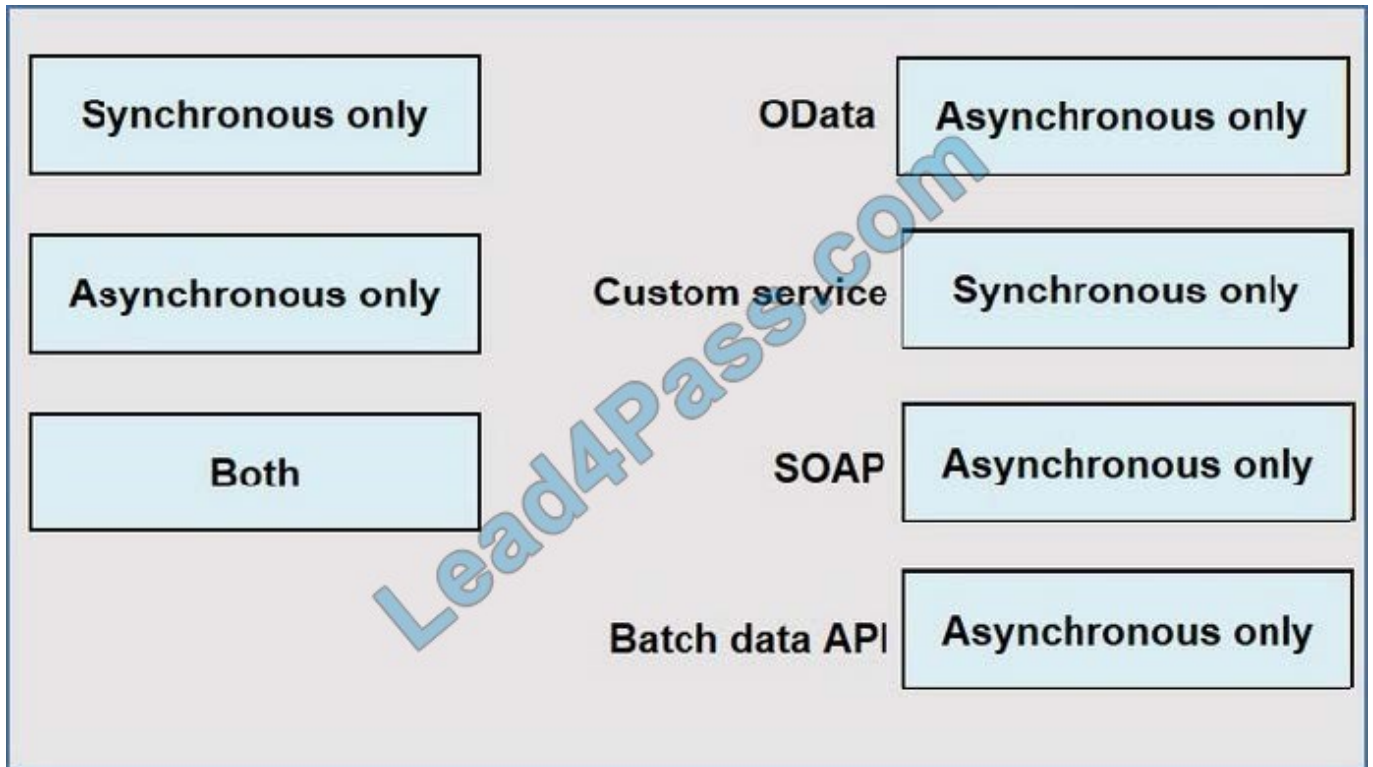 Synchronous only
OData
Asynchronous only
Asynchronous only
Custom service
Synchronous only
Both
SOAP
Asynchronous only
Batch data API
Asynchronous only
Lead4Pass.com